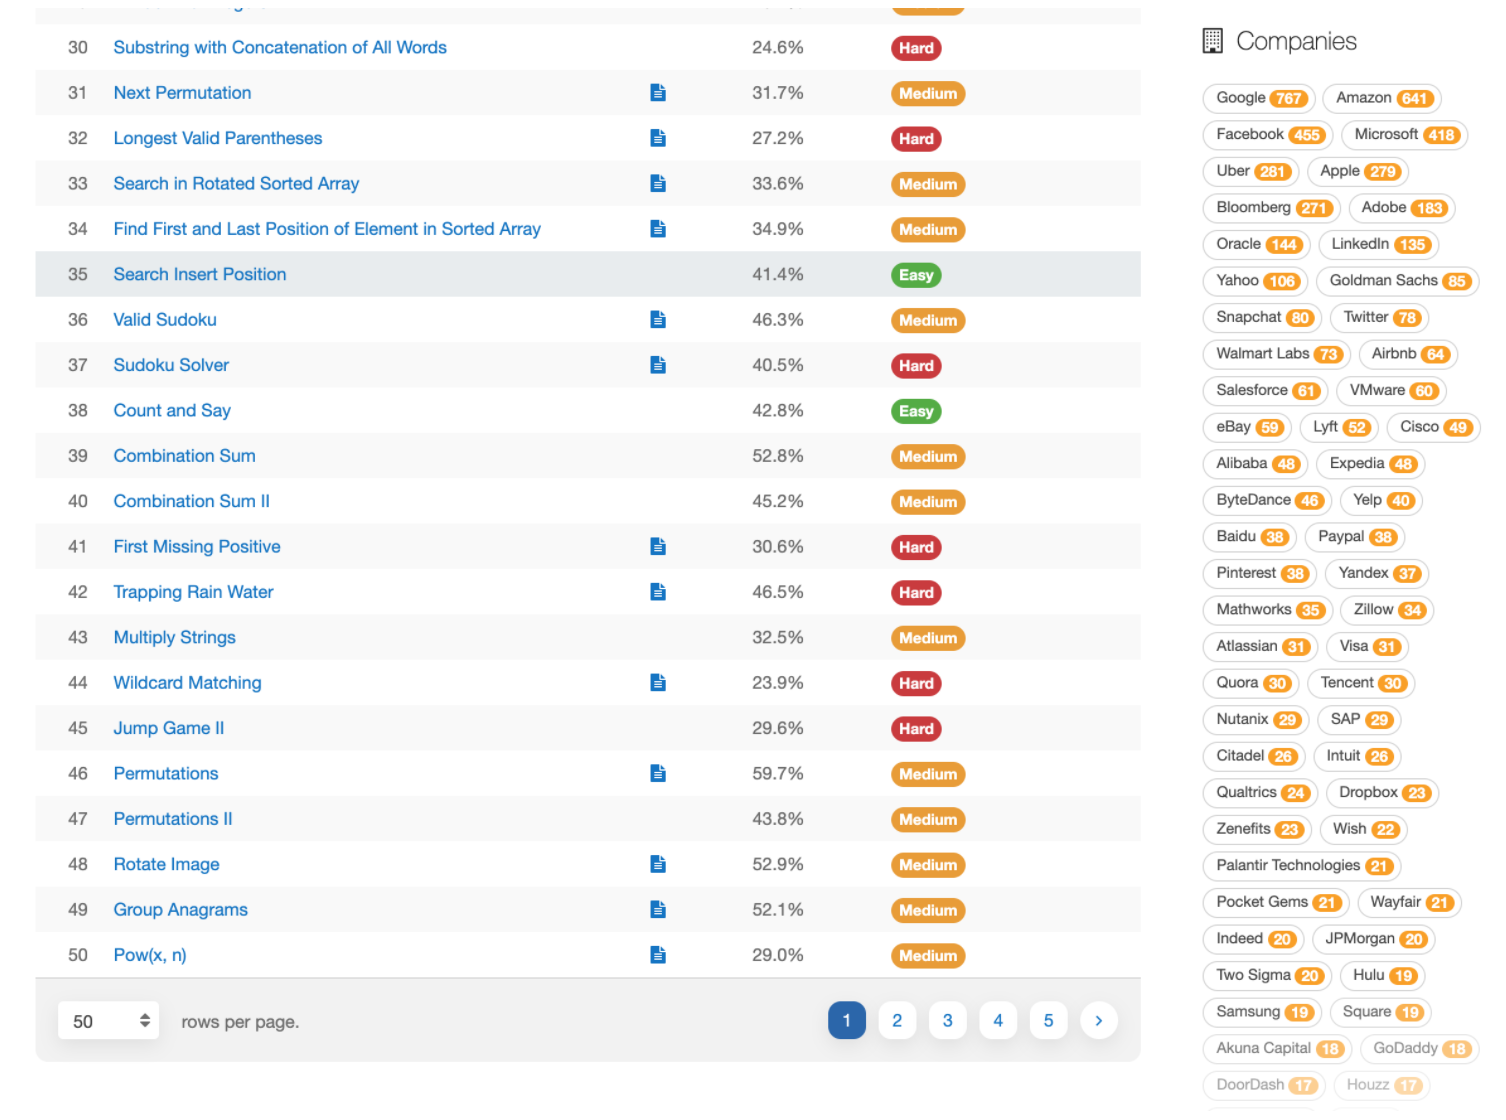 30 Substring with Concatenation of All Words 24.6% Hard
31 Next Permutation 31.7% Medium
32 Longest Valid Parentheses 27.2% Hard
33 Search in Rotated Sorted Array 33.6% Medium
34 Find First and Last Position of Element in Sorted Array 34.9% Medium
35 Search Insert Position 41.4% Easy
36 Valid Sudoku 46.3% Medium
37 Sudoku Solver 40.5% Hard
38 Count and Say 42.8% Easy
39 Combination Sum 52.8% Medium
40 Combination Sum II 45.2% Medium
41 First Missing Positive 30.6% Hard
42 Trapping Rain Water 46.5% Hard
43 Multiply Strings 32.5% Medium
44 Wildcard Matching 23.9% Hard
45 Jump Game II 29.6% Hard
46 Permutations 59.7% Medium
47 Permutations II 43.8% Medium
48 Rotate Image 52.9% Medium
49 Group Anagrams 52.1% Medium
50 Pow(x, n) 29.0% Medium
50 rows per page. 1 2 3 4 5 >
Companies
Google 767 Amazon 641
Facebook 455 Microsoft 418
Uber 281 Apple 279
Bloomberg 271 Adobe 183
Oracle 144 LinkedIn 135
Yahoo 106 Goldman Sachs 85
Snapchat 80 Twitter 78
Walmart Labs 73 Airbnb 64
Salesforce 61 VMware 60
eBay 59 Lyft 52 Cisco 49
Alibaba 48 Expedia 48
ByteDance 46 Yelp 40
Baidu 38 Paypal 38
Pinterest 38 Yandex 37
Mathworks 35 Zillow 34
Atlassian 31 Visa 31
Quora 30 Tencent 30
Nutanix 29 SAP 29
Citadel 26 Intuit 26
Qualtrics 24 Dropbox 23
Zenefits 23 Wish 22
Palantir Technologies 21
Pocket Gems 21 Wayfair 21
Indeed 20 JPMorgan 20
Two Sigma 20 Hulu 19
Samsung 19 Square 19
Akuna Capital 18 GoDaddy 18
DoorDash 17 Houzz 17